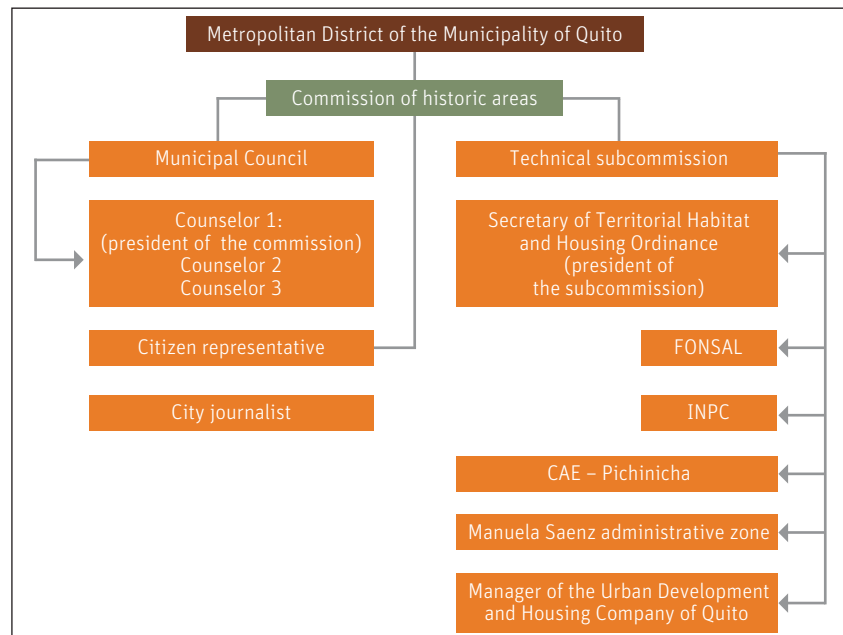 Metropolitan District of the Municipality of Quito
Commission of historic areas
Municipal Council
Counselor 1:
(president of the commission)
Counselor 2
Counselor 3
Citizen representative
City journalist
Technical subcommission
Secretary of Territorial Habitat
and Housing Ordinance
(president of
the subcommission)
FONSAL
INPC
CAE – Pichinicha
Manuela Saenz administrative zone
Manager of the Urban Development
and Housing Company of Quito